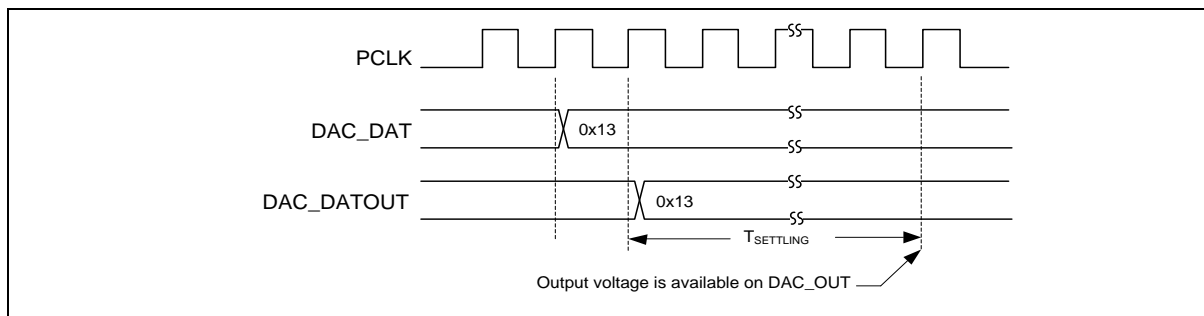 PCLK
DAC_DAT
0x13
DAC_DATOUT
0x13
TSETTLING
Output voltage is available on DAC_OUT